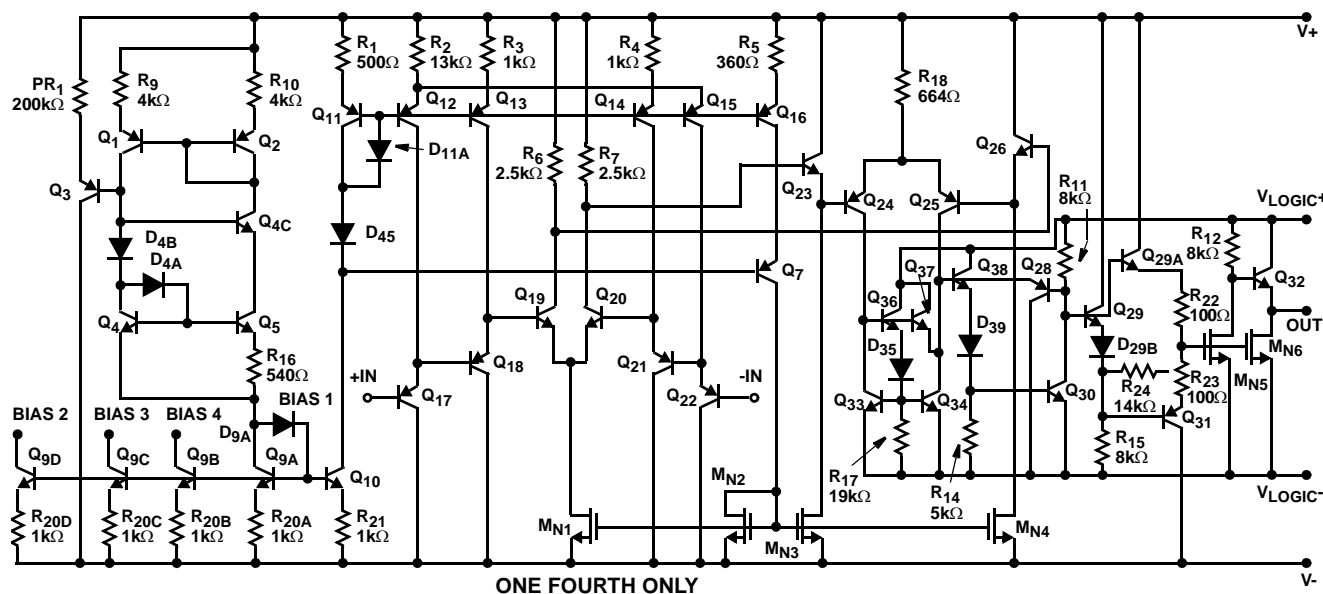 V+
PR1
200kΩ
R9
4kΩ
R10
4kΩ
R1
500Ω
R2
13kΩ
R3
1kΩ
R4
1kΩ
R5
360Ω
R18
664Ω
Q1
Q2
Q3
Q11
Q12
Q13
Q14
Q15
Q16
D11A
R6
2.5kΩ
R7
2.5kΩ
Q26
Q23
Q24
Q25
R11
8kΩ
VLOGIC+
Q4C
D4B
D4A
D45
Q7
Q4
Q5
R16
540Ω
Q19
Q20
Q36
Q37
Q38
Q28
Q29A
R12
8kΩ
Q32
R22
100Ω
OUT
Q29
D35
D39
D29B
MN5
MN6
+IN
Q17
Q18
Q21
Q22
-IN
Q33
Q34
Q30
R24
14kΩ
R23
100Ω
Q31
R15
8kΩ
BIAS 2
BIAS 3
BIAS 4
BIAS 1
D9A
Q9D
Q9C
Q9B
Q9A
Q10
R17
19kΩ
R14
5kΩ
VLOGIC-
R20D
1kΩ
R20C
1kΩ
R20B
1kΩ
R20A
1kΩ
R21
1kΩ
MN1
MN2
MN3
MN4
V-
ONE FOURTH ONLY